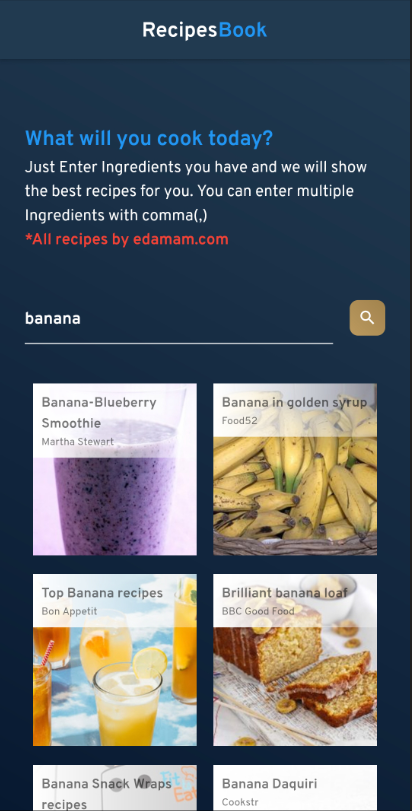 RecipesBook
What will you cook today?
Just Enter Ingredients you have and we will show
the best recipes for you. You can enter multiple
Ingredients with comma(,)
*All recipes by edamam.com
banana
Banana-Blueberry
Smoothie
Martha Stewart
Banana in golden syrup
Food52
Top Banana recipes
Bon Appetit
Brilliant banana loaf
BBC Good Food
Banana Snack Wraps
recipes
Banana Daquiri
Cookstr